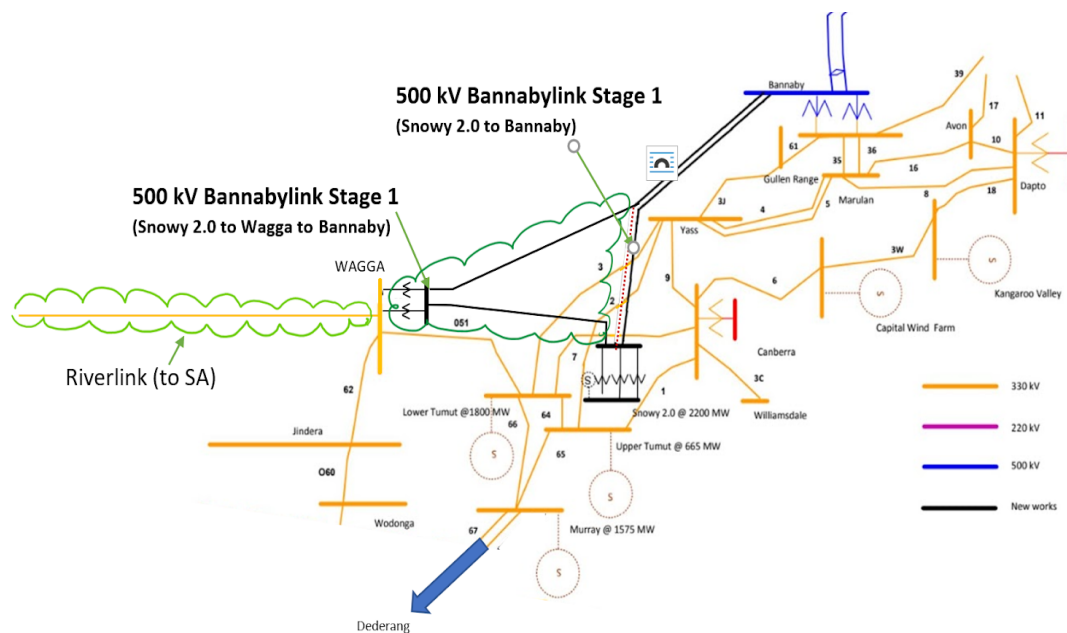 39
17
11
Bannaby
500 kV Bannabylink Stage 1
(Snowy 2.0 to Bannaby)
Avon
10
61
35
36
16
Gullen Range
Marulan
Dapto
8
18
500 kV Bannabylink Stage 1
(Snowy 2.0 to Wagga to Bannaby)
3J
4
5
Yass
WAGGA
3
9
3W
S
Kangaroo Valley
6
S
Capital Wind Farm
2
051
7
Canberra
Riverlink (to SA)
62
S
3C
1
Williamsdale
330 kV
Lower Tumut @1800 MW
64
Snowy 2.0 @ 2200 MW
66
Upper Tumut @ 665 MW
220 kV
Jindera
S
65
O60
500 kV
S
Wodonga
Murray @ 1575 MW
New works
67
S
Dederang